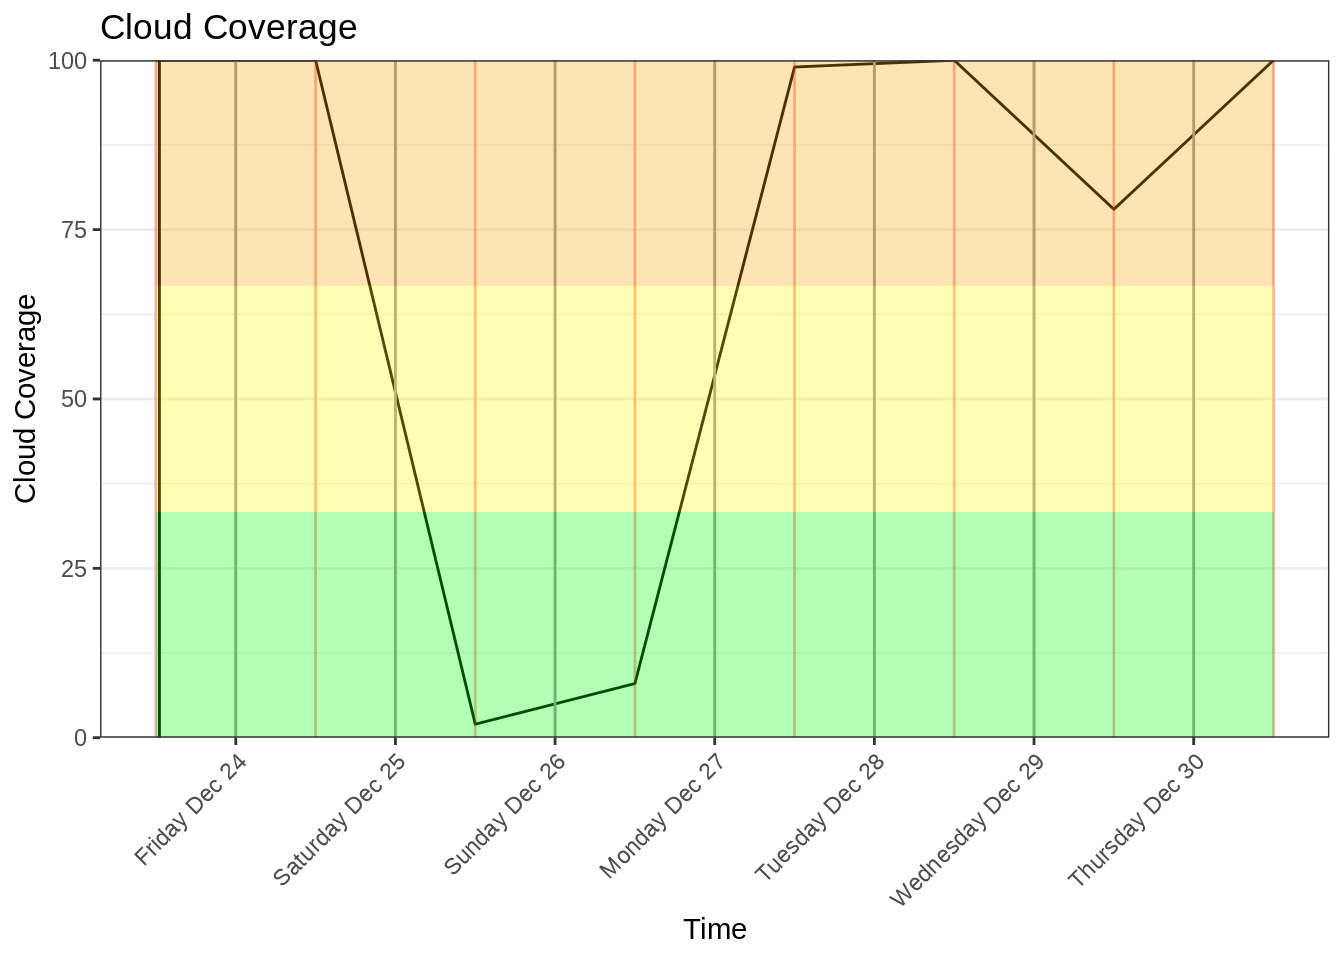 Cloud Coverage
100
75
50
25
0
Cloud Coverage
Friday Dec 24
Saturday Dec 25
Sunday Dec 26
Monday Dec 27
Tuesday Dec 28
Wednesday Dec 29
Thursday Dec 30
Time